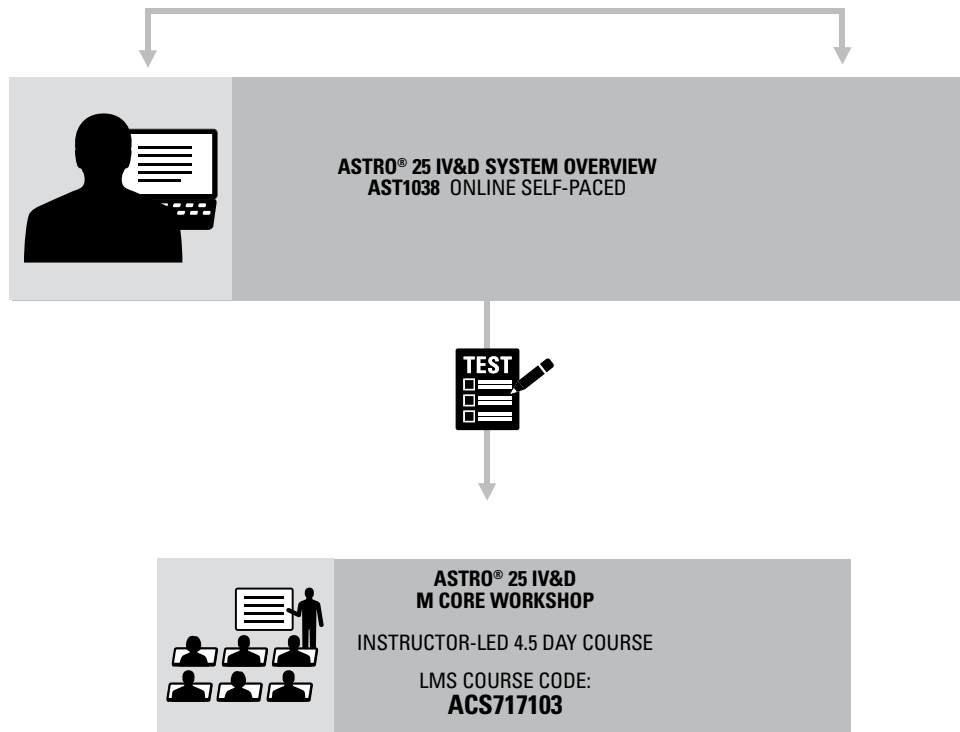 ASTRO® 25 IV&D SYSTEM OVERVIEW
AST1038 ONLINE SELF-PACED
TEST
ASTRO® 25 IV&D
M CORE WORKSHOP
INSTRUCTOR-LED 4.5 DAY COURSE
LMS COURSE CODE:
ACS717103